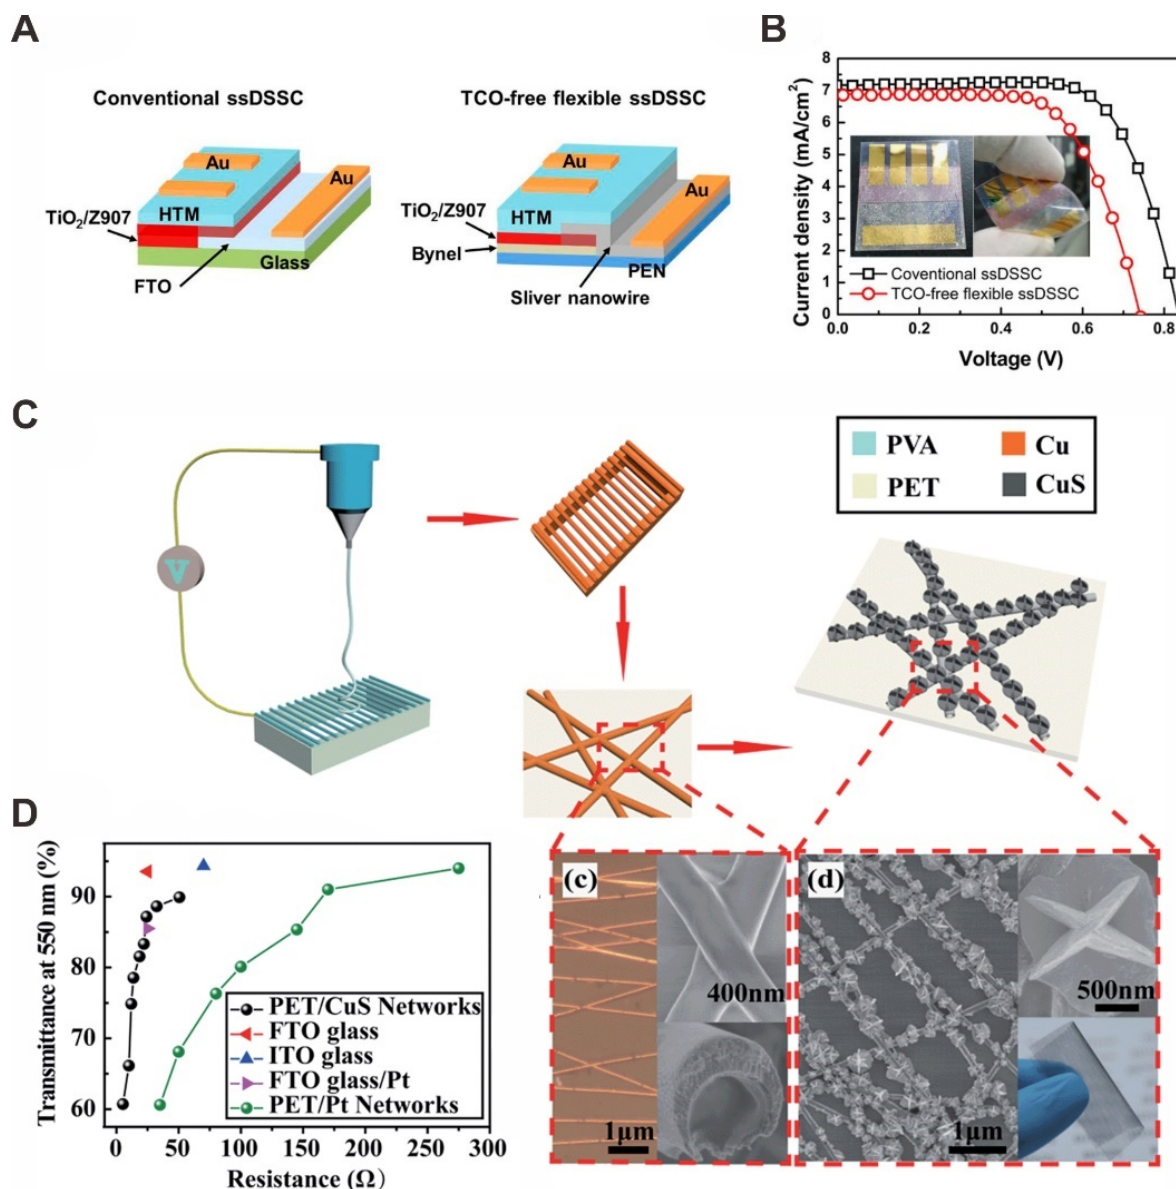 A
Conventional ssDSSC
TCO-free flexible ssDSSC
Au
Au
HTM
TiO₂/Z907
FTO
Glass
Au
Au
HTM
TiO₂/Z907
Bynel
PEN
Sliver nanowire
B
Current density (mA/cm²)
8
7
6
5
4
3
2
1
0
Coventional ssDSSC
TCO-free flexible ssDSSC
0.0
0.2
0.4
0.6
0.8
Voltage (V)
C
V
PVA
Cu
PET
CuS
(c)
400nm
1μm
(d)
500nm
1μm
D
Transmittance at 550 nm (%)
90
80
70
60
PET/CuS Networks
FTO glass
ITO glass
FTO glass/Pt
PET/Pt Networks
0
50
100
150
200
250
300
Resistance (Ω)